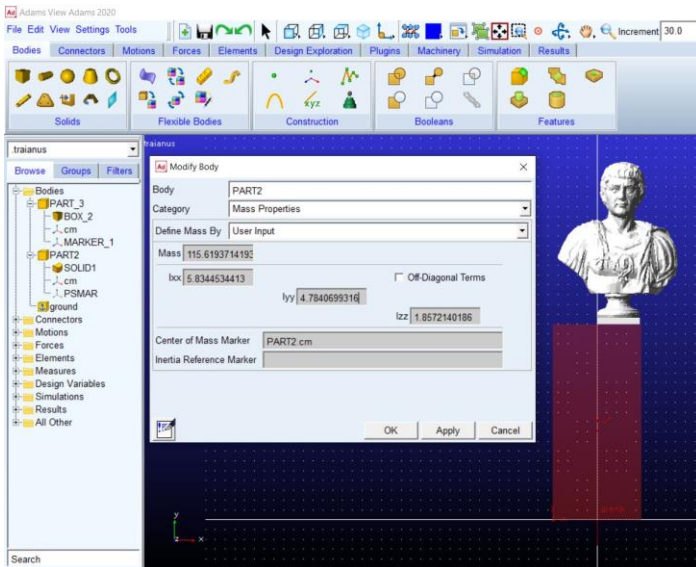 Ad Adams View Adams 2020
File Edit View Settings Tools
Increment 30.0
Bodies Connectors Motions Forces Elements Design Exploration Plugins Machinery Simulation Results
xyz
Solids Flexible Bodies Construction Booleans Features
.traianus
traianus
Browse Groups Filters
Bodies
PART_3
BOX_2
cm
MARKER_1
PART2
SOLID1
cm
PSMAR
ground
Connectors
Motions
Forces
Elements
Measures
Design Variables
Simulations
Results
All Other
Search
Ad Modify Body
Body PART2
Category Mass Properties
Define Mass By User Input
Mass 115.6193714193
Ixx 5.8344534413
Off-Diagonal Terms
Iyy 4.7840699316
Izz 1.8572140186
Center of Mass Marker PART2.cm
Inertia Reference Marker
OK Apply Cancel
y
z x